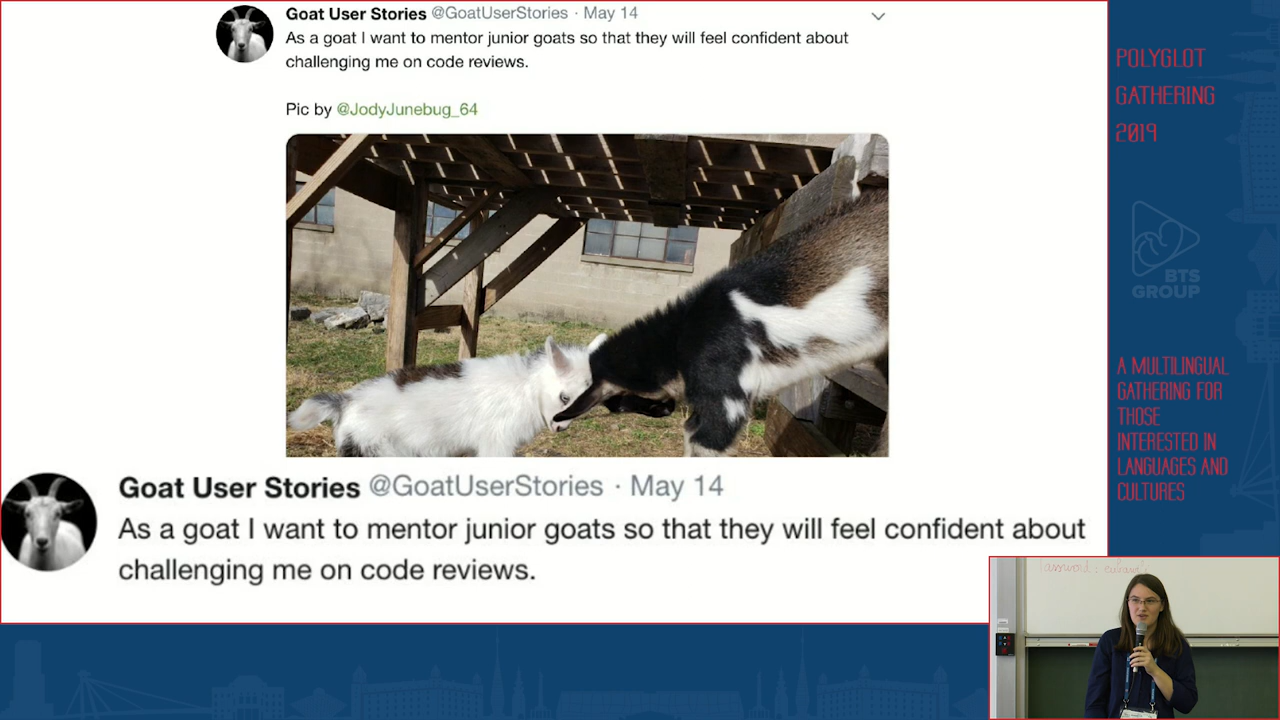 Goat User Stories @GoatUserStories · May 14
As a goat I want to mentor junior goats so that they will feel confident about
challenging me on code reviews.
Pic by @JodyJunebug_64
Goat User Stories @GoatUserStories · May 14
As a goat I want to mentor junior goats so that they will feel confident about
challenging me on code reviews.
POLYGLOT
GATHERING
2019
BTS
GROUP
A MULTILINGUAL
GATHERING FOR
THOSE
INTERESTED IN
LANGUAGES AND
CULTURES
Password :